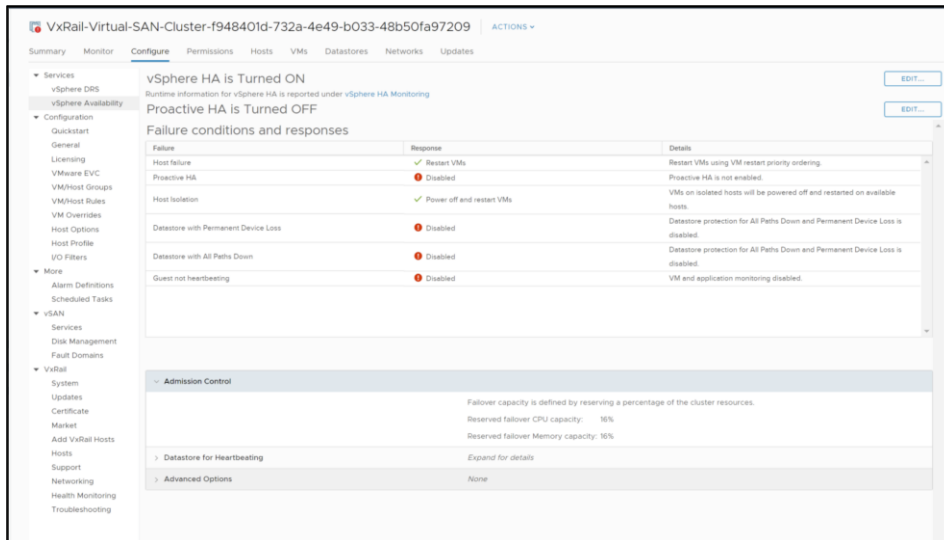 VxRail-Virtual-SAN-Cluster-f948401d-732a-4e49-b033-48b50fa97209 ACTIONS
Summary Monitor Configure Permissions Hosts VMs Datastores Networks Updates
Services
vSphere DRS
vSphere Availability
Configuration
Quickstart
General
Licensing
VMware EVC
VM/Host Groups
VM/Host Rules
VM Overrides
Host Options
Host Profile
I/O Filters
More
Alarm Definitions
Scheduled Tasks
vSAN
Services
Disk Management
Fault Domains
VxRail
System
Updates
Certificate
Market
Add VxRail Hosts
Hosts
Support
Networking
Health Monitoring
Troubleshooting
vSphere HA is Turned ON EDIT...
Runtime information for vSphere HA is reported under vSphere HA Monitoring
Proactive HA is Turned OFF EDIT...
Failure conditions and responses
Failure Response Details
Host failure Restart VMs Restart VMs using VM restart priority ordering.
Proactive HA Disabled Proactive HA is not enabled.
Host Isolation Power off and restart VMs VMs on isolated hosts will be powered off and restarted on available
hosts.
Datastore with Permanent Device Loss Disabled Datastore protection for All Paths Down and Permanent Device Loss is
disabled.
Datastore with All Paths Down Disabled Datastore protection for All Paths Down and Permanent Device Loss is
disabled.
Guest not heartbeating Disabled VM and application monitoring disabled.
Admission Control
Failover capacity is defined by reserving a percentage of the cluster resources.
Reserved failover CPU capacity: 16%
Reserved failover Memory capacity: 16%
Datastore for Heartbeating Expand for details
Advanced Options None